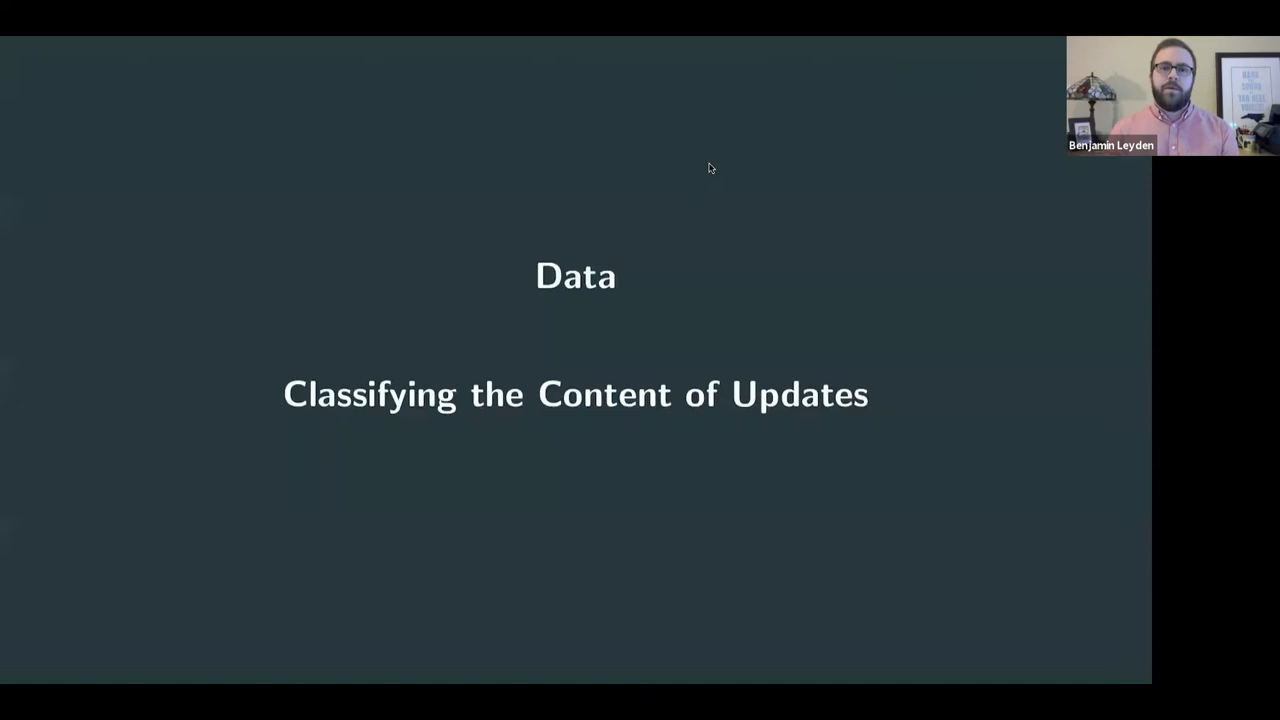 Data
Classifying the Content of Updates
Benjamin Leyden